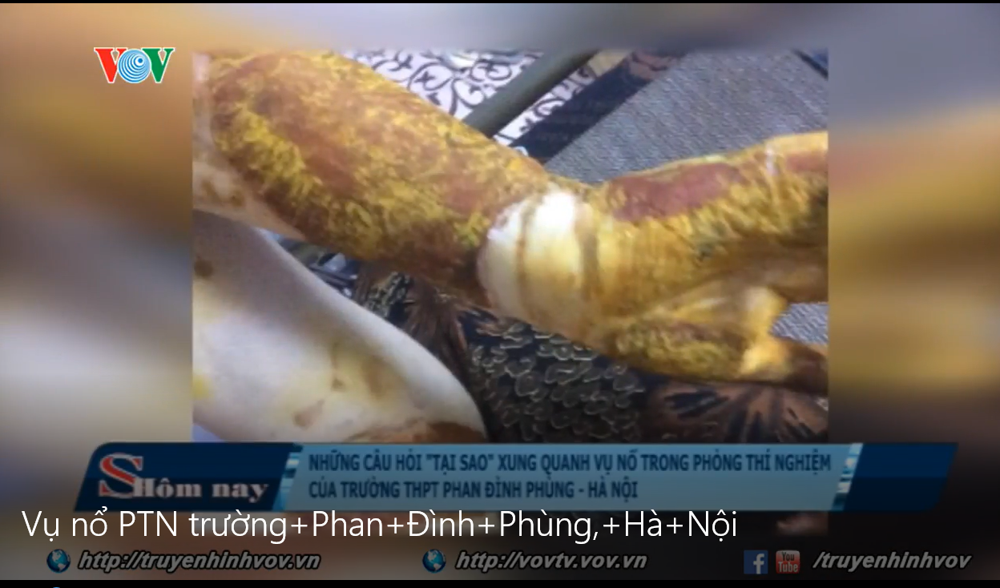 VOV
NHỮNG CÂU HỎI "TẠI SAO" XUNG QUANH VỤ NỔ TRONG PHÒNG THÍ NGHIỆM
CỦA TRƯỜNG THPT PHAN ĐÌNH PHÙNG - HÀ NỘI
S Hôm nay
Vụ nổ PTN trường+Phan+Đình+Phùng,+Hà+Nội
http://truyenhinhvov.vn
http://vovtv.vov.vn
f You Tube /truyenhinhvov